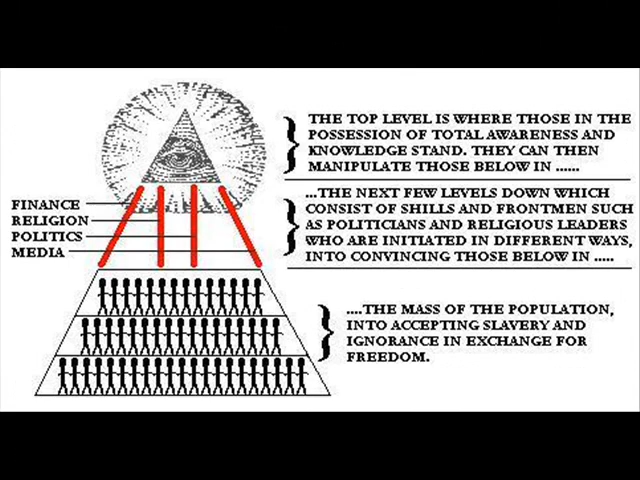 THE TOP LEVEL IS WHERE THOSE IN THE
POSSESSION OF TOTAL AWARENESS AND
KNOWLEDGE STAND. THEY CAN THEN
MANIPULATE THOSE BELOW IN ......
FINANCE
RELIGION
POLITICS
MEDIA
...THE NEXT FEW LEVELS DOWN WHICH
CONSIST OF SHILLS AND FRONTMEN SUCH
AS POLITICIANS AND RELIGIOUS LEADERS
WHO ARE INITIATED IN DIFFERENT WAYS,
INTO CONVINCING THOSE BELOW IN .....
....THE MASS OF THE POPULATION,
INTO ACCEPTING SLAVERY AND
IGNORANCE IN EXCHANGE FOR
FREEDOM.